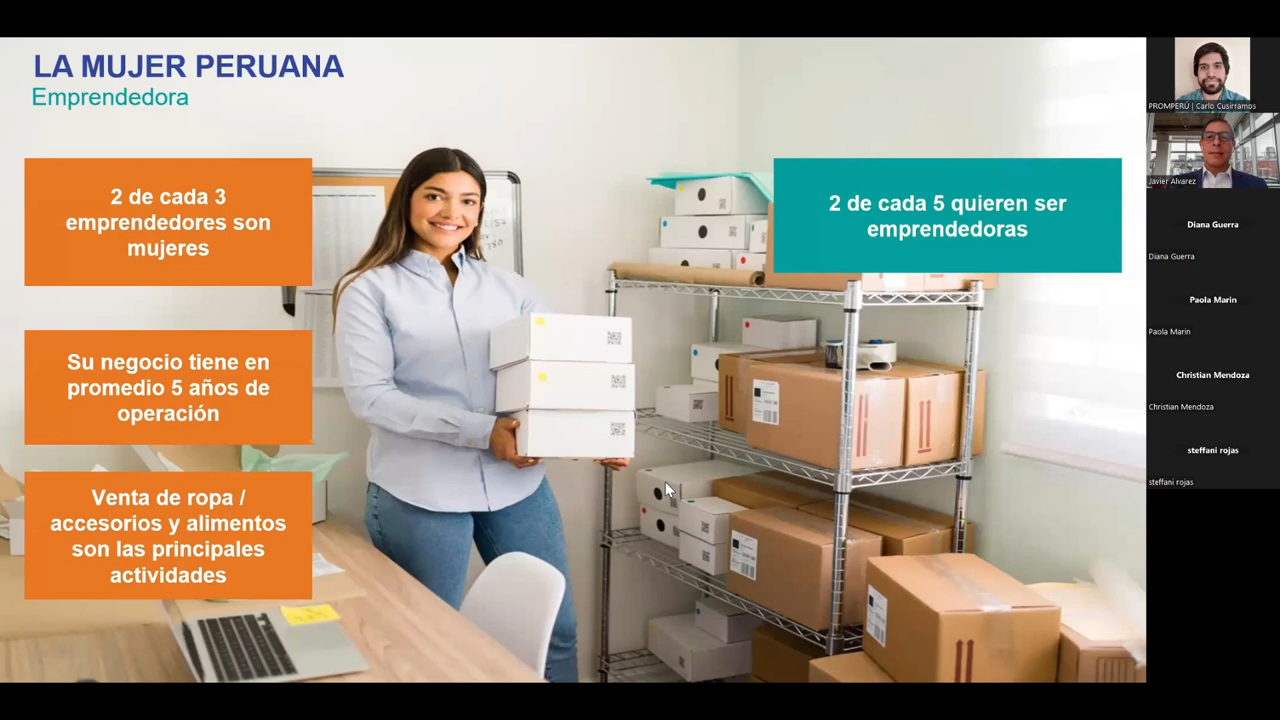 LA MUJER PERUANA
Emprendedora
2 de cada 3
emprendedores son
mujeres
Su negocio tiene en
promedio 5 años de
operación
Venta de ropa /
accesorios y alimentos
son las principales
actividades
2 de cada 5 quieren ser
emprendedoras
PROMPERÚ | Carlo Cusirramos
Javier Alvarez
Diana Guerra
Diana Guerra
Paola Marin
Paola Marin
Christian Mendoza
Christian Mendoza
steffani rojas
steffani rojas